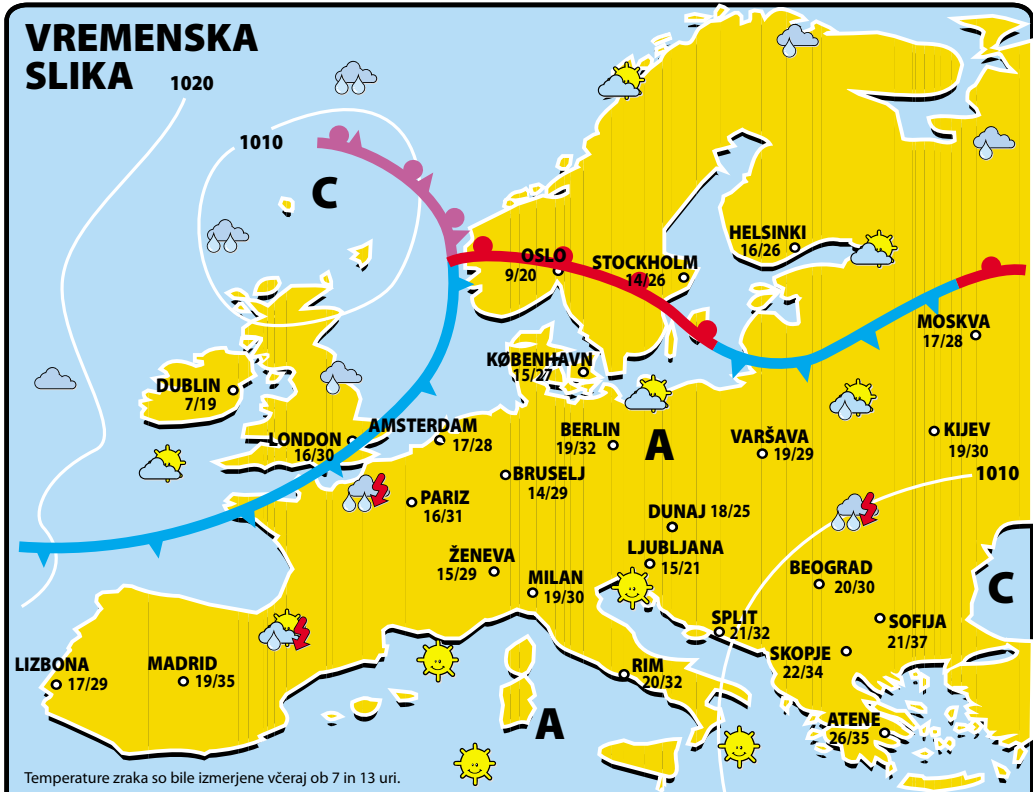 VREMENSKA
SLIKA
1020
1010
C
HELSINKI
16/26
OSLO
9/20
STOCKHOLM
14/26
MOSKVA
17/28
KØBENHAVN
15/27
DUBLIN
7/19
LONDON
16/30
AMSTERDAM
17/28
BERLIN
19/32
A
VARŠAVA
19/29
KIJEV
19/30
1010
BRUSELJ
14/29
PARIZ
16/31
DUNAJ 18/25
LJUBLJANA
15/21
ŽENEVA
15/29
MILAN
19/30
BEOGRAD
20/30
C
SPLIT
21/32
SOFIJA
21/37
SKOPJE
22/34
LIZBONA
17/29
MADRID
19/35
RIM
20/32
A
ATENE
26/35
Temperature zraka so bile izmerjene včeraj ob 7 in 13 uri.